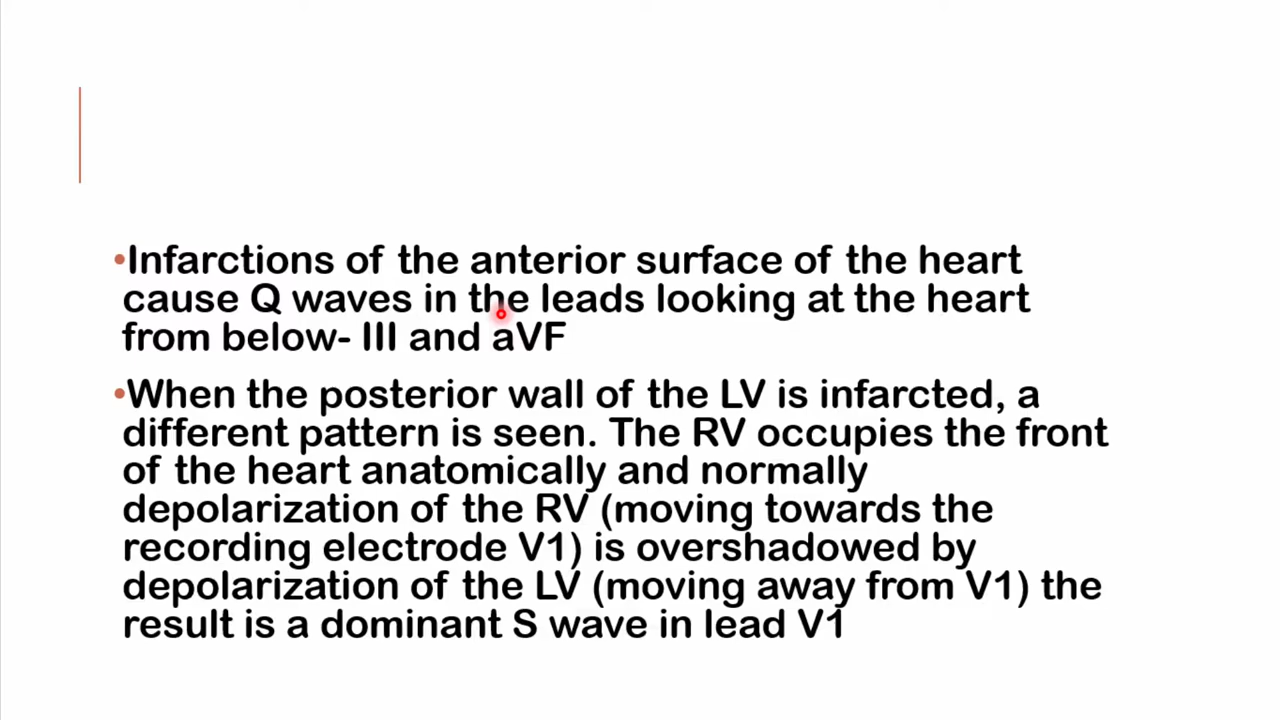 •Infarctions of the anterior surface of the heart
cause Q waves in the leads looking at the heart
from below- III and aVF
•When the posterior wall of the LV is infarcted, a
different pattern is seen. The RV occupies the front
of the heart anatomically and normally
depolarization of the RV (moving towards the
recording electrode V1) is overshadowed by
depolarization of the LV (moving away from V1) the
result is a dominant S wave in lead V1